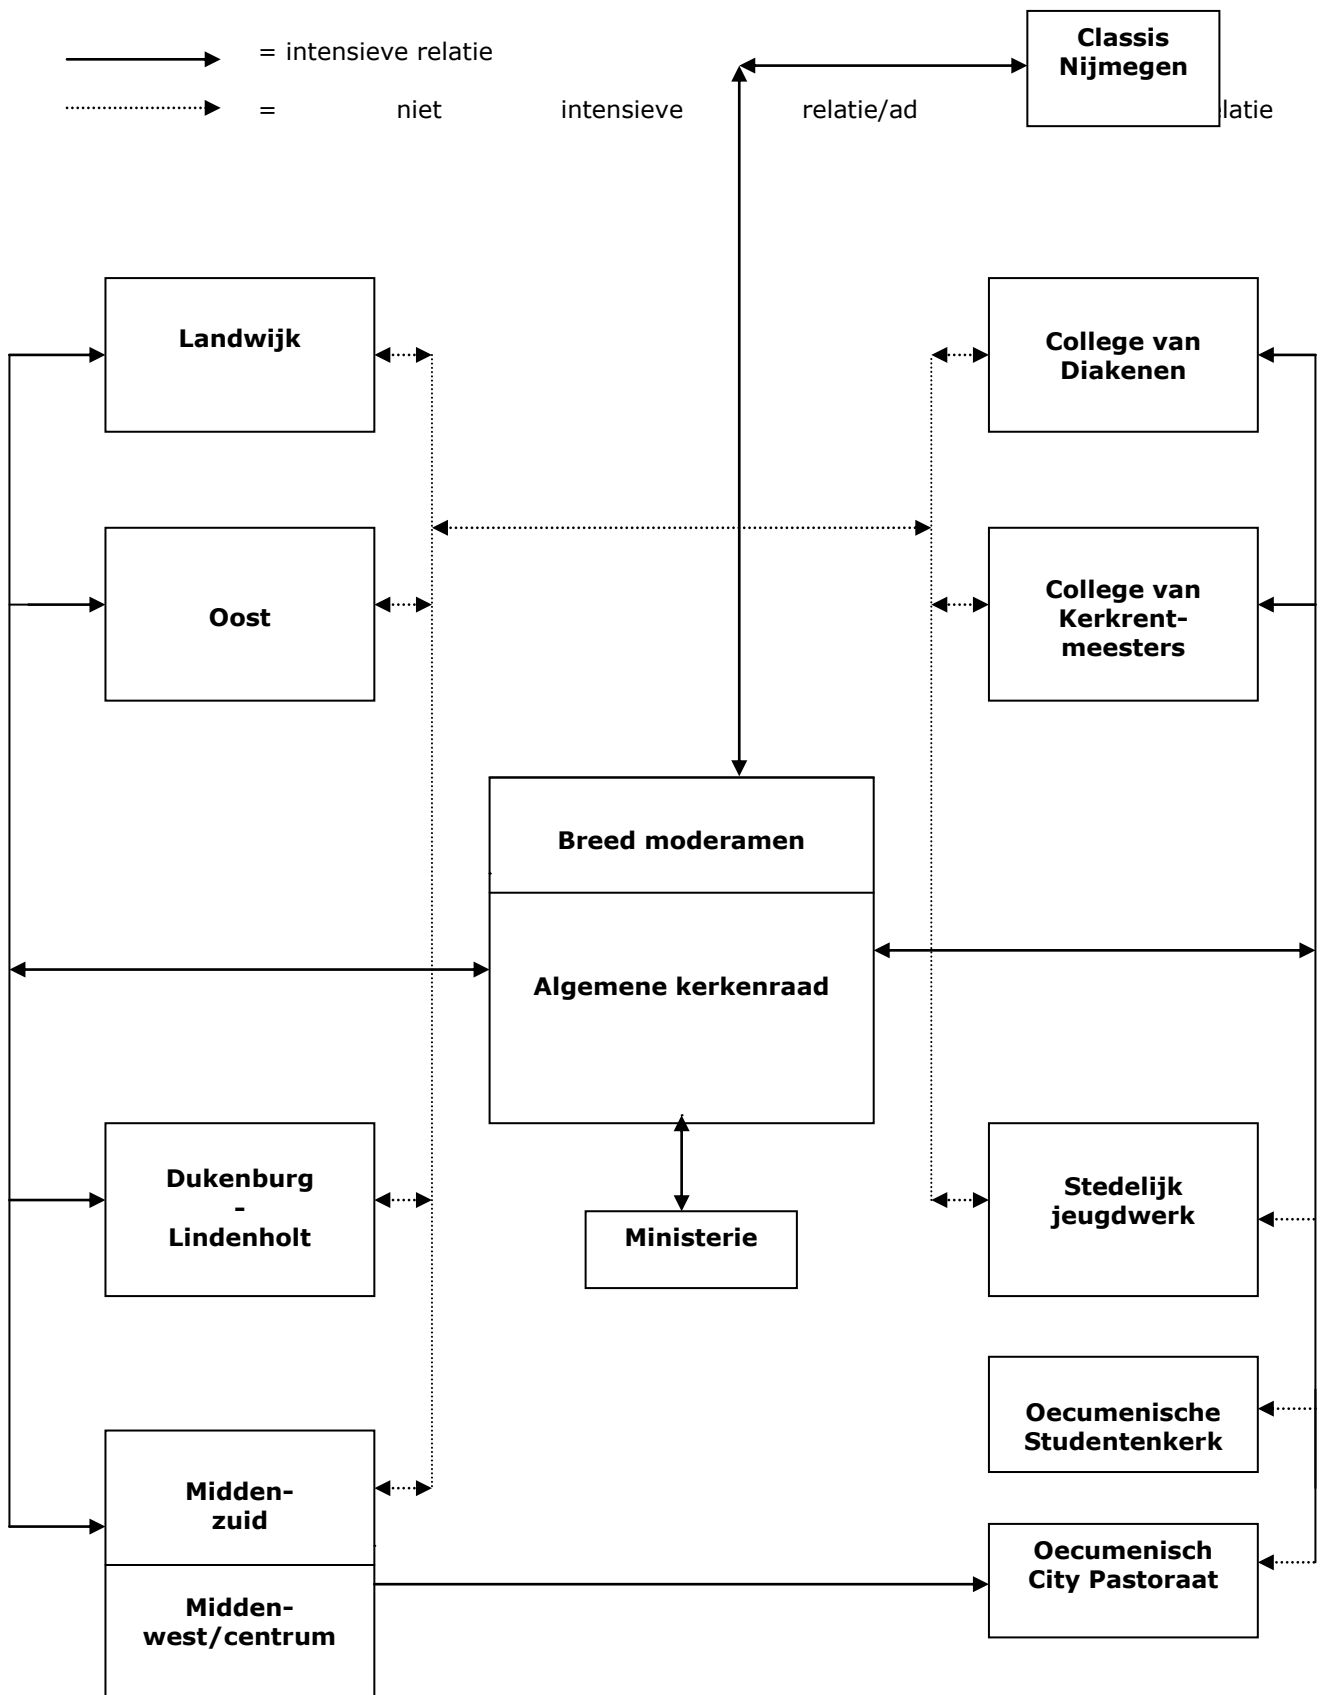 = intensieve relatie
= niet intensieve relatie/ad latie
Classis
Nijmegen
Landwijk
College van
Diakenen
Oost
College van
Kerkrent-
meesters
Breed moderamen
Algemene kerkenraad
Dukenburg
-
Lindenholt
Ministerie
Stedelijk
jeugdwerk
Oecumenische
Studentenkerk
Midden-
zuid
Oecumenisch
City Pastoraat
Midden-
west/centrum